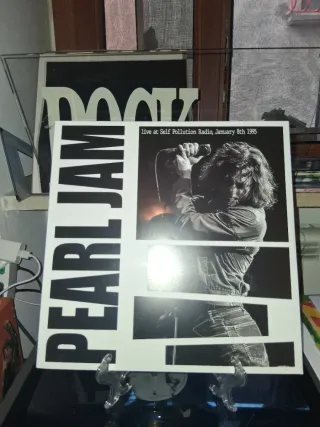 ROCK
live at Self Pollution Radio, January 8th 1995
PEARL JAM